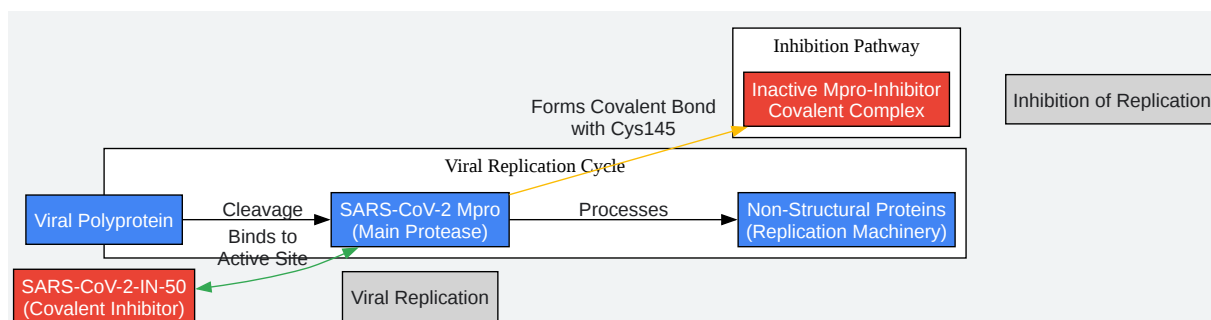 Inhibition Pathway
Inactive Mpro-Inhibitor
Covalent Complex
Inhibition of Replication
Forms Covalent Bond
with Cys145
Viral Replication Cycle
Viral Polyprotein
Cleavage
SARS-CoV-2 Mpro
(Main Protease)
Processes
Non-Structural Proteins
(Replication Machinery)
Binds to
Active Site
SARS-CoV-2-IN-50
(Covalent Inhibitor)
Viral Replication